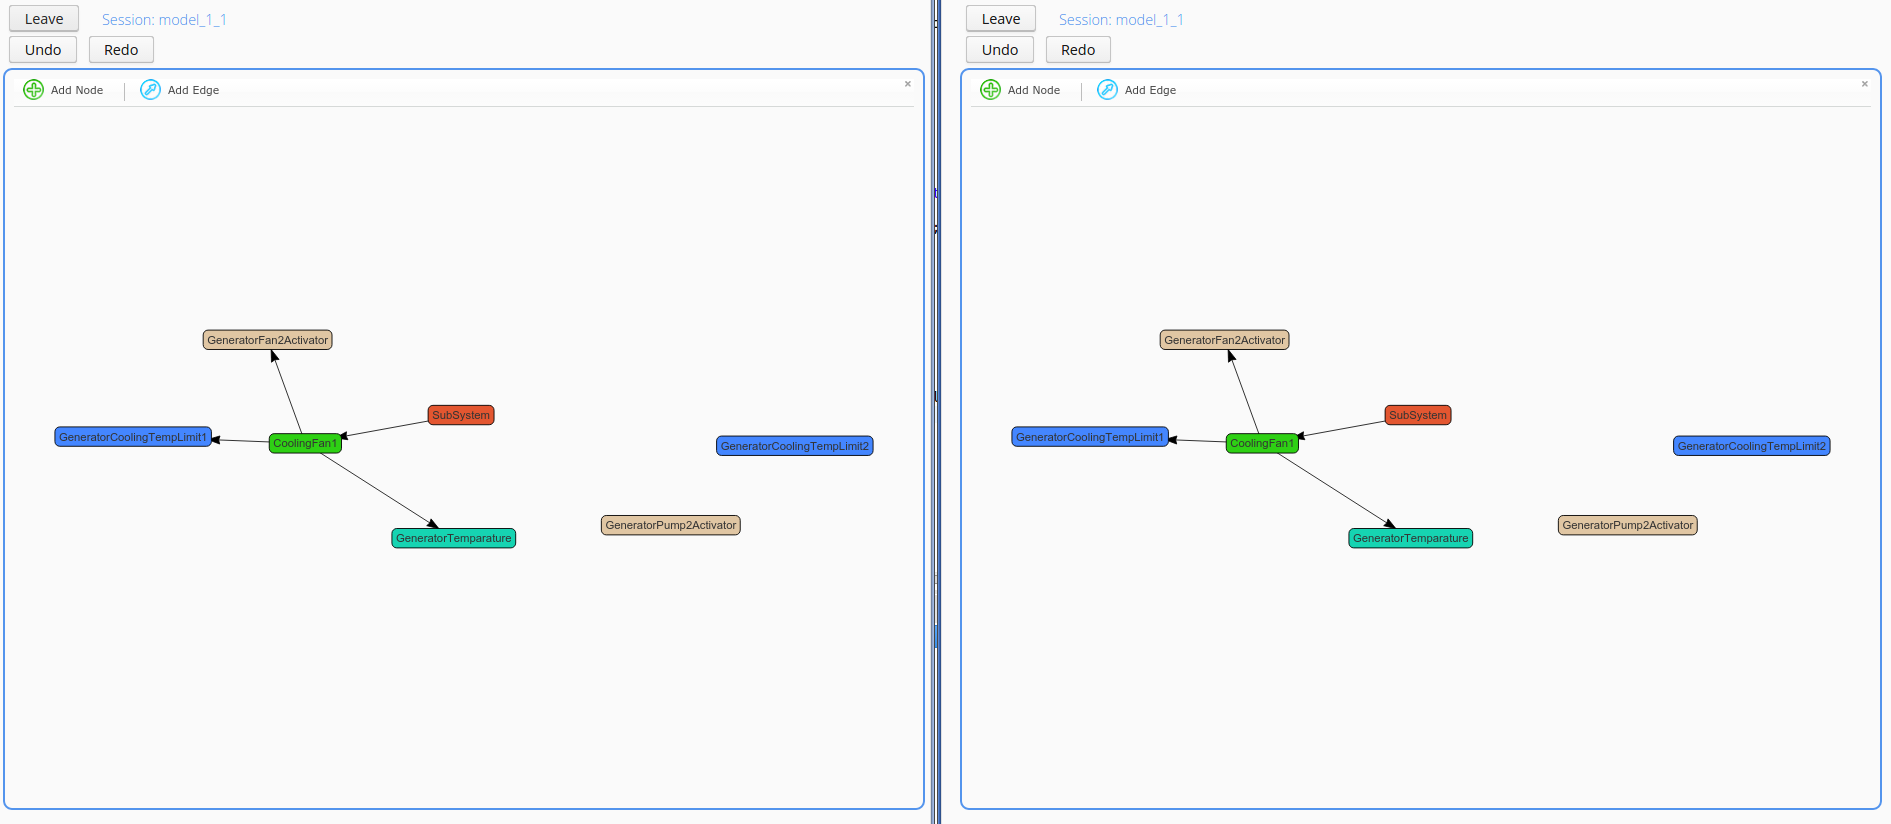 Leave Session: model_1_1
Undo Redo
Add Node Add Edge ×
GeneratorFan2Activator
SubSystem
GeneratorCoolingTempLimit1 CoolingFan1
GeneratorCoolingTempLimit2
GeneratorPump2Activator
GeneratorTemparature
Leave Session: model_1_1
Undo Redo
Add Node Add Edge ×
GeneratorFan2Activator
SubSystem
GeneratorCoolingTempLimit1 CoolingFan1
GeneratorCoolingTempLimit2
GeneratorPump2Activator
GeneratorTemparature